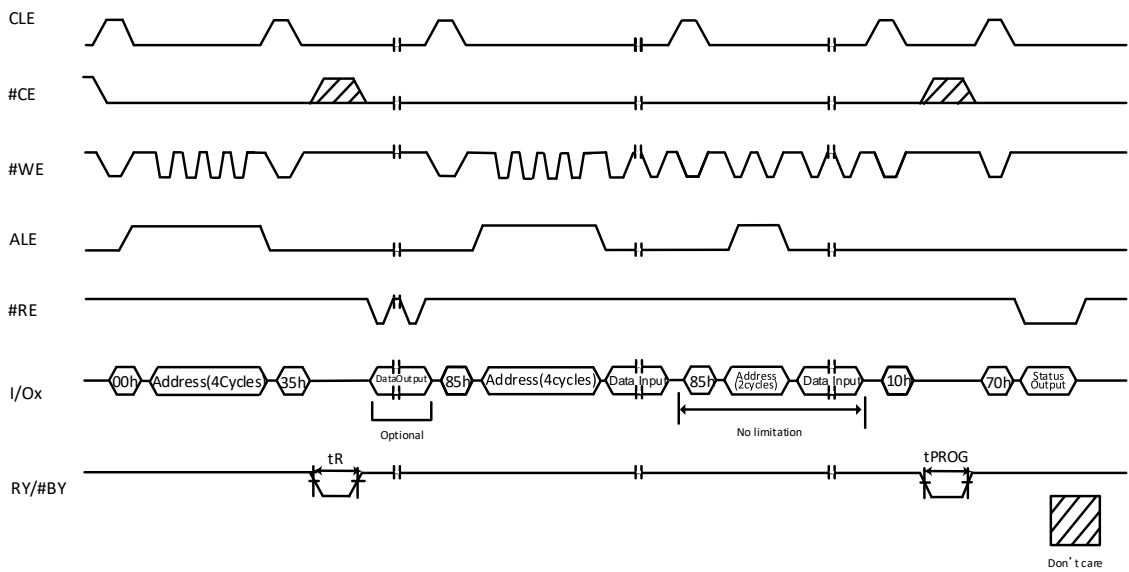 CLE
#CE
#WE
ALE
#RE
I/Ox
00h
Address(4Cycles)
35h
DataOutput
85h
Address(4cycles)
Data Input
85h
Address
(2cycles)
Data Input
10h
70h
Status
Output
Optional
No limitation
tR
tPROG
RY/#BY
Don't care